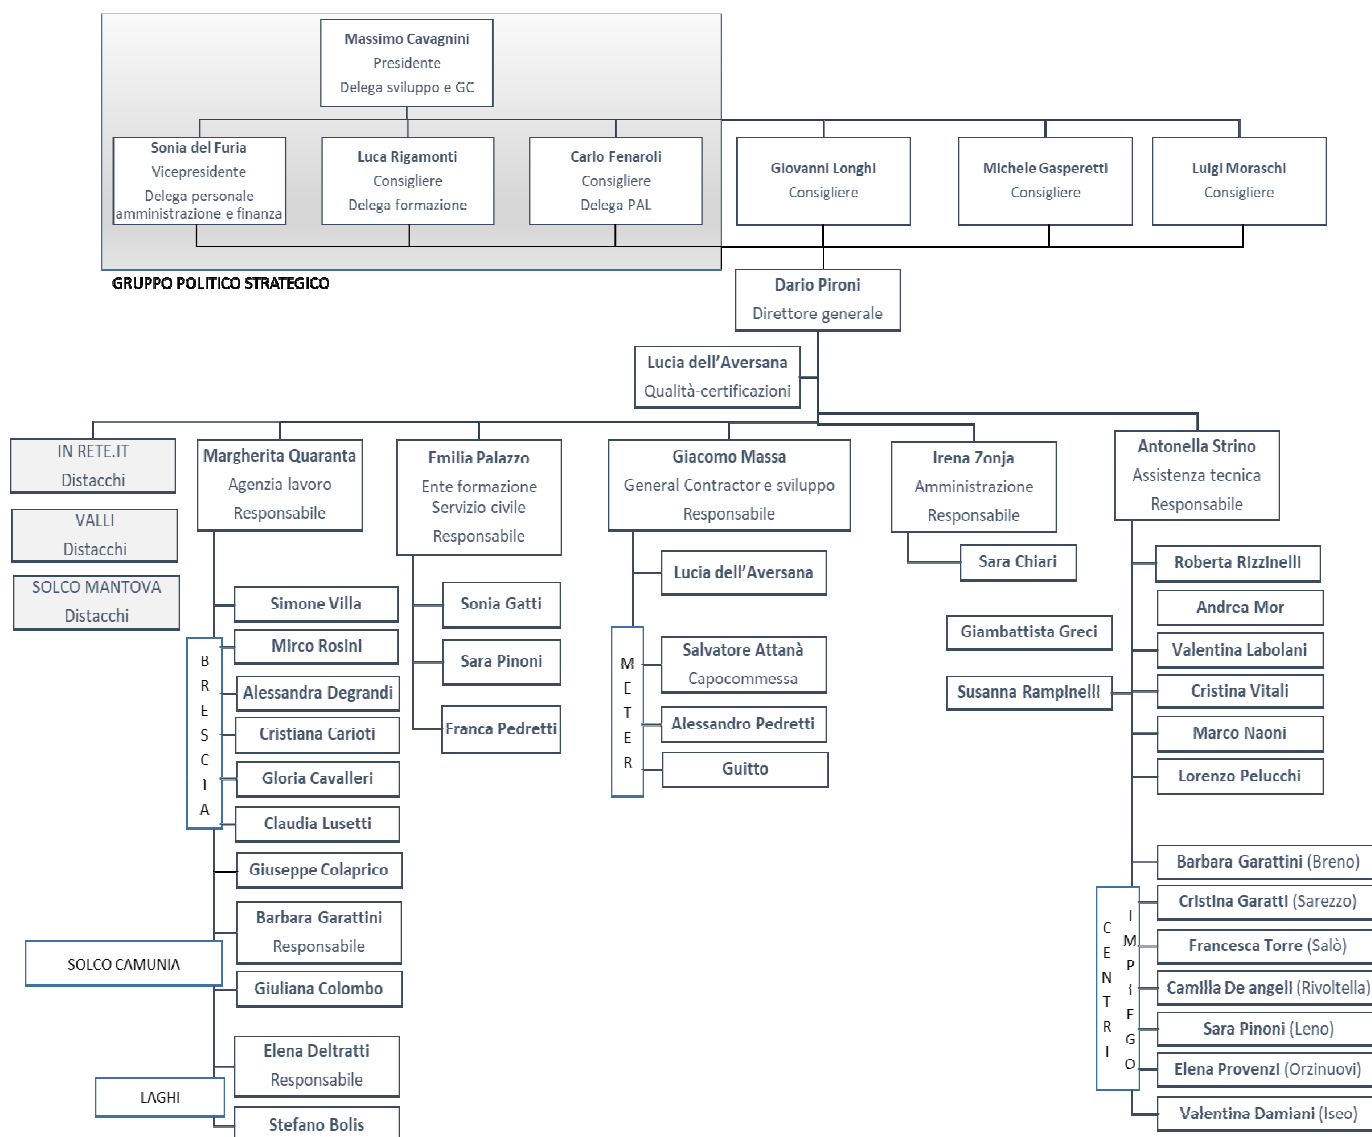 Massimo Cavagnini
Presidente
Delega sviluppo e GC
Sonia del Furia
Vicepresidente
Delega personale
amministrazione e finanza
Luca Rigamonti
Consigliere
Delega formazione
Carlo Fenaroli
Consigliere
Delega PAL
Giovanni Longhi
Consigliere
Michele Gasperetti
Consigliere
Luigi Moraschi
Consigliere
GRUPPO POLITICO STRATEGICO
Dario Pironi
Direttore generale
Lucia dell'Aversana
Qualità-certificazioni
IN RETE.IT
Distacchi
VALLI
Distacchi
SOLCO MANTOVA
Distacchi
Margherita Quaranta
Agenzia lavoro
Responsabile
Simone Villa
Mirco Rosini
Alessandra Degrandi
Cristiana Carioti
Gloria Cavalleri
Claudia Lusetti
BRESCIA
Giuseppe Colaprico
Barbara Garattini
Responsabile
SOLCO CAMUNIA
Giuliana Colombo
Elena Deltratti
Responsabile
LAGHI
Stefano Bolis
Emilia Palazzo
Ente formazione
Servizio civile
Responsabile
Sonia Gatti
Sara Pinoni
Franca Pedretti
Giacomo Massa
General Contractor e sviluppo
Responsabile
Lucia dell'Aversana
METER
Salvatore Attanà
Capocommessa
Alessandro Pedretti
Guitto
Irena Zonja
Amministrazione
Responsabile
Sara Chiari
Antonella Strino
Assistenza tecnica
Responsabile
Giambattista Greci
Susanna Rampinelli
Roberta Rizzinelli
Andrea Mor
Valentina Labolani
Cristina Vitali
Marco Naoni
Lorenzo Pelucchi
CENTRI
IMPIEGO
Barbara Garattini (Breno)
Cristina Garatti (Sarezzo)
Francesca Torre (Salò)
Camilla De angeli (Rivoltella)
Sara Pinoni (Leno)
Elena Provenzi (Orzinuovi)
Valentina Damiani (Iseo)